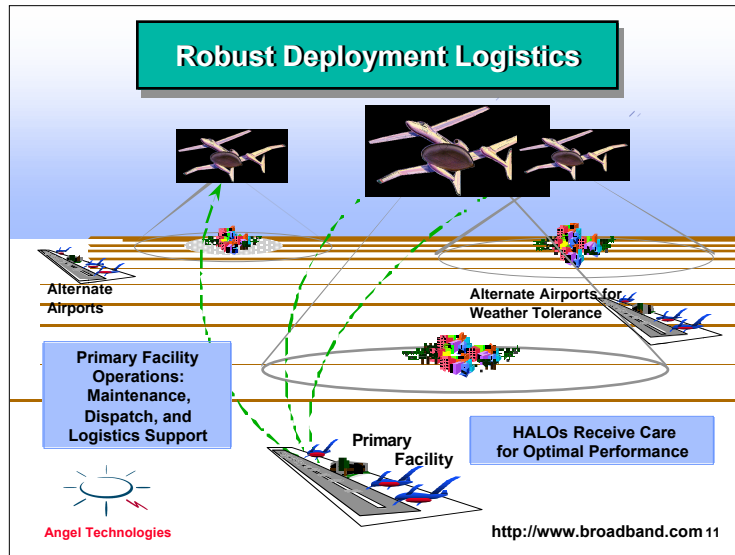 Robust Deployment Logistics
Alternate
Airports
Alternate Airports for
Weather Tolerance
Primary Facility
Operations:
Maintenance,
Dispatch, and
Logistics Support
Primary
Facility
HALOs Receive Care
for Optimal Performance
Angel Technologies
http://www.broadband.com 11